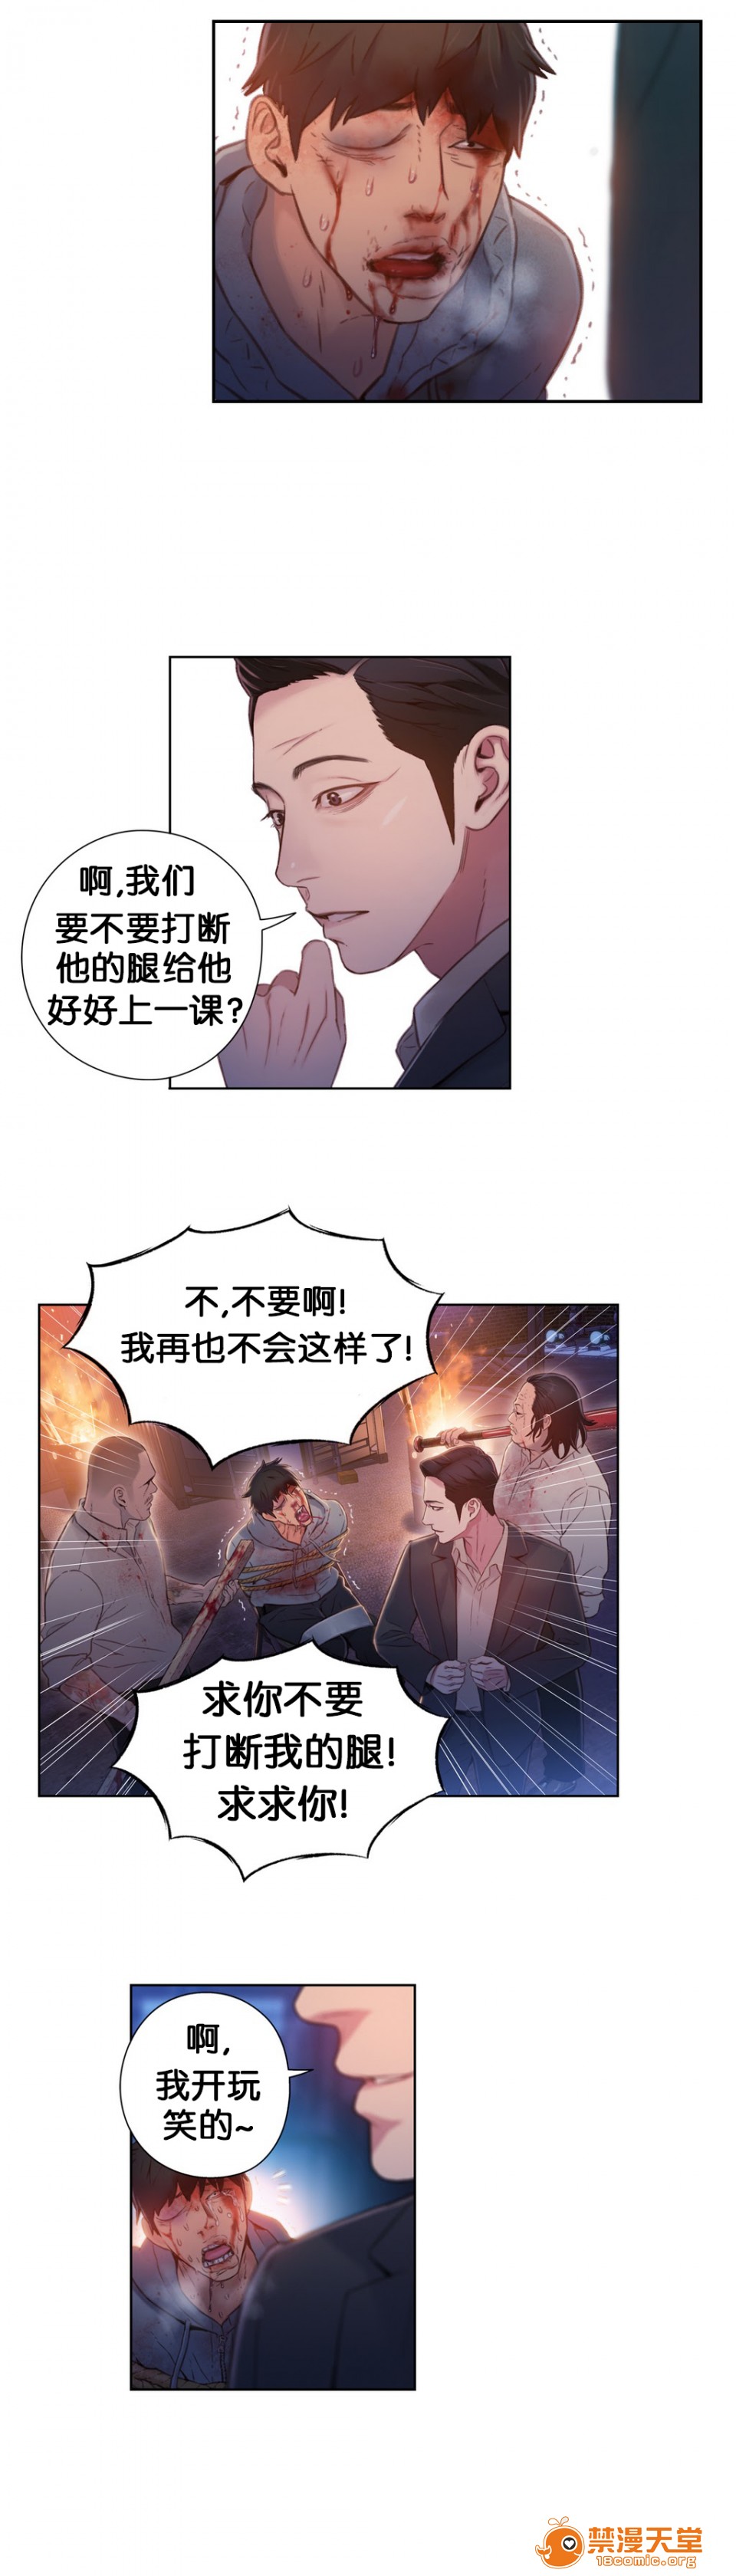 啊,我们
要不要打断
他的腿给他
好好上一课?
不,不要啊!
我再也不会这样了!
求你不要
打断我的腿!
求求你!
啊,
我开玩
笑的~
禁漫天堂
18comic.org